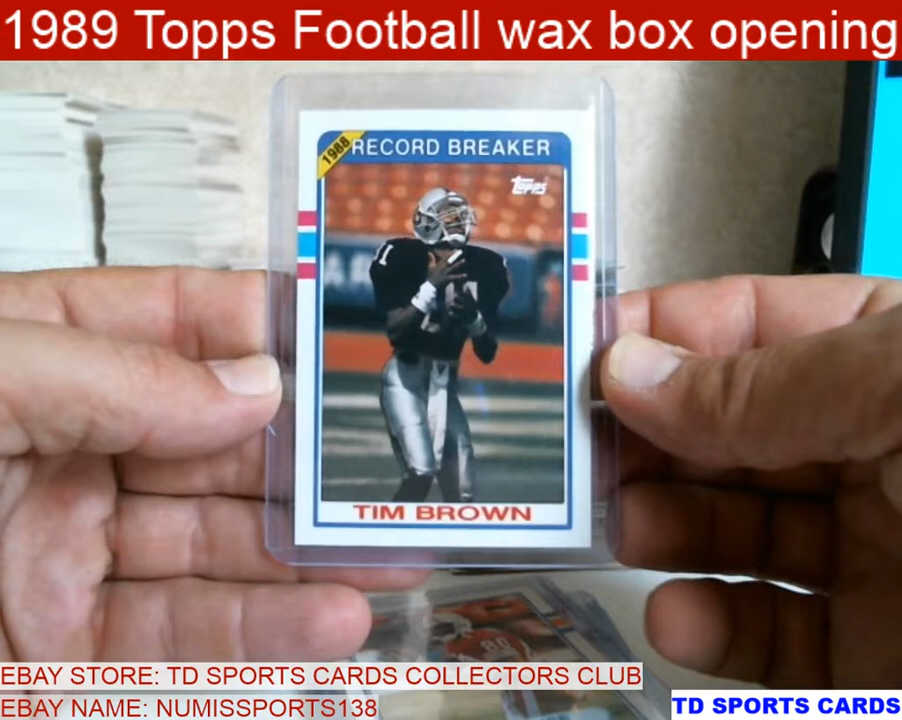 1989 Topps Football wax box opening
1988
RECORD BREAKER
Topps
TIM BROWN
EBAY STORE: TD SPORTS CARDS COLLECTORS CLUB
EBAY NAME: NUMISSPORTS138
TD SPORTS CARDS